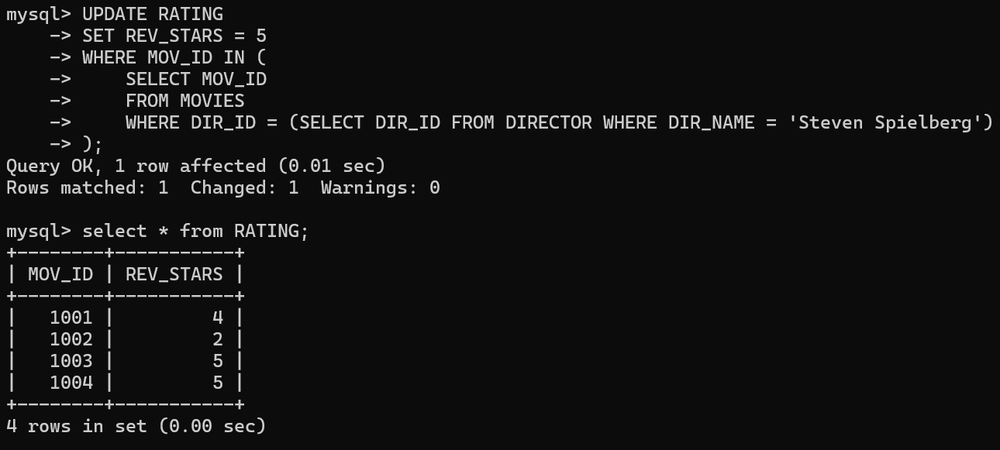 mysql> UPDATE RATING
    -> SET REV_STARS = 5
    -> WHERE MOV_ID IN (
    ->     SELECT MOV_ID
    ->     FROM MOVIES
    ->     WHERE DIR_ID = (SELECT DIR_ID FROM DIRECTOR WHERE DIR_NAME = 'Steven Spielberg')
    -> );
Query OK, 1 row affected (0.01 sec)
Rows matched: 1  Changed: 1  Warnings: 0

mysql> select * from RATING;
+--------+-----------+
| MOV_ID | REV_STARS |
+--------+-----------+
|   1001 |         4 |
|   1002 |         2 |
|   1003 |         5 |
|   1004 |         5 |
+--------+-----------+
4 rows in set (0.00 sec)